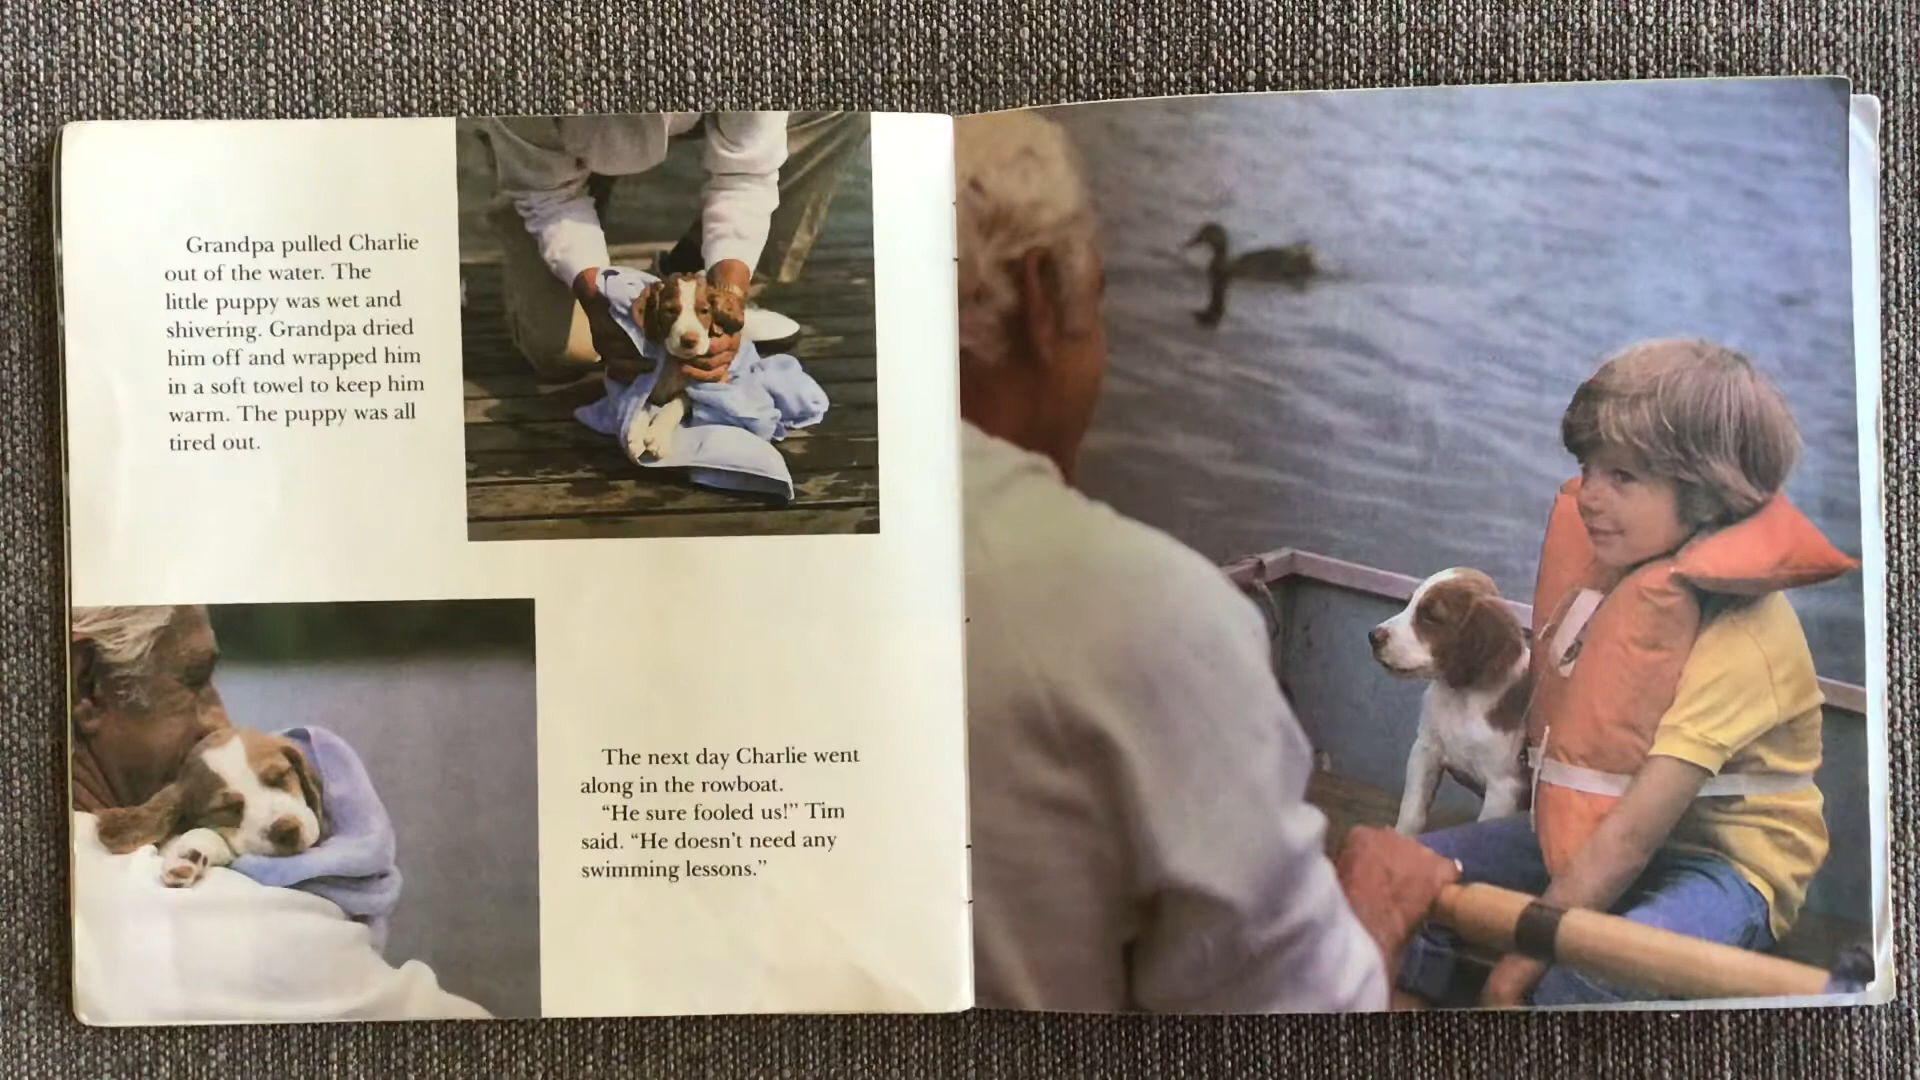 Grandpa pulled Charlie
out of the water. The
little puppy was wet and
shivering. Grandpa dried
him off and wrapped him
in a soft towel to keep him
warm. The puppy was all
tired out.
The next day Charlie went
along in the rowboat.
“He sure fooled us!” Tim
said. “He doesn’t need any
swimming lessons.”